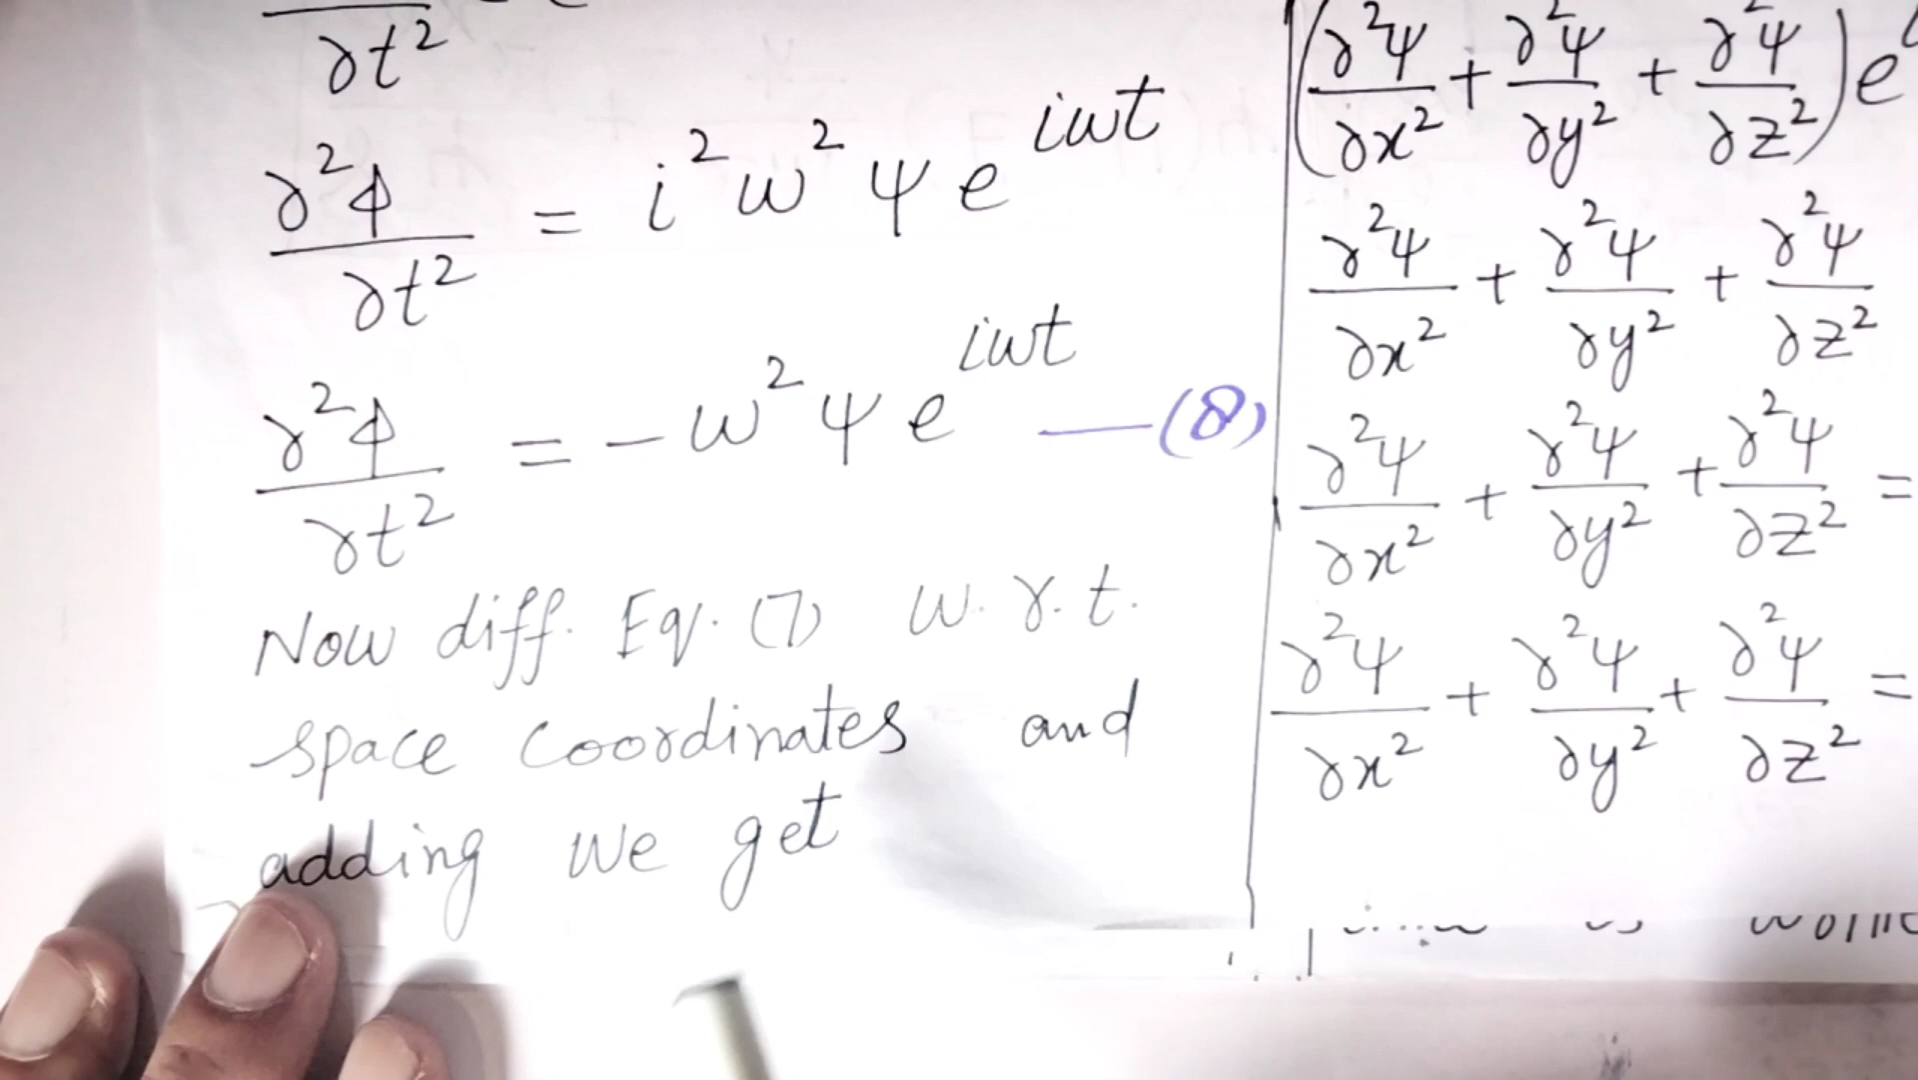 ∂t²
∂²φ/∂t² = i²ω²ψe^iωt
∂²φ/∂t² = -ω²ψe^iωt —(8)
Now diff. Eq. (7) w.r.t.
space coordinates and
adding we get
(∂²ψ/∂x² + ∂²ψ/∂y² + ∂²ψ/∂z²)e
∂²ψ/∂x² + ∂²ψ/∂y² + ∂²ψ/∂z²
∂²ψ/∂x² + ∂²ψ/∂y² + ∂²ψ/∂z² =
∂²ψ/∂x² + ∂²ψ/∂y² + ∂²ψ/∂z² =